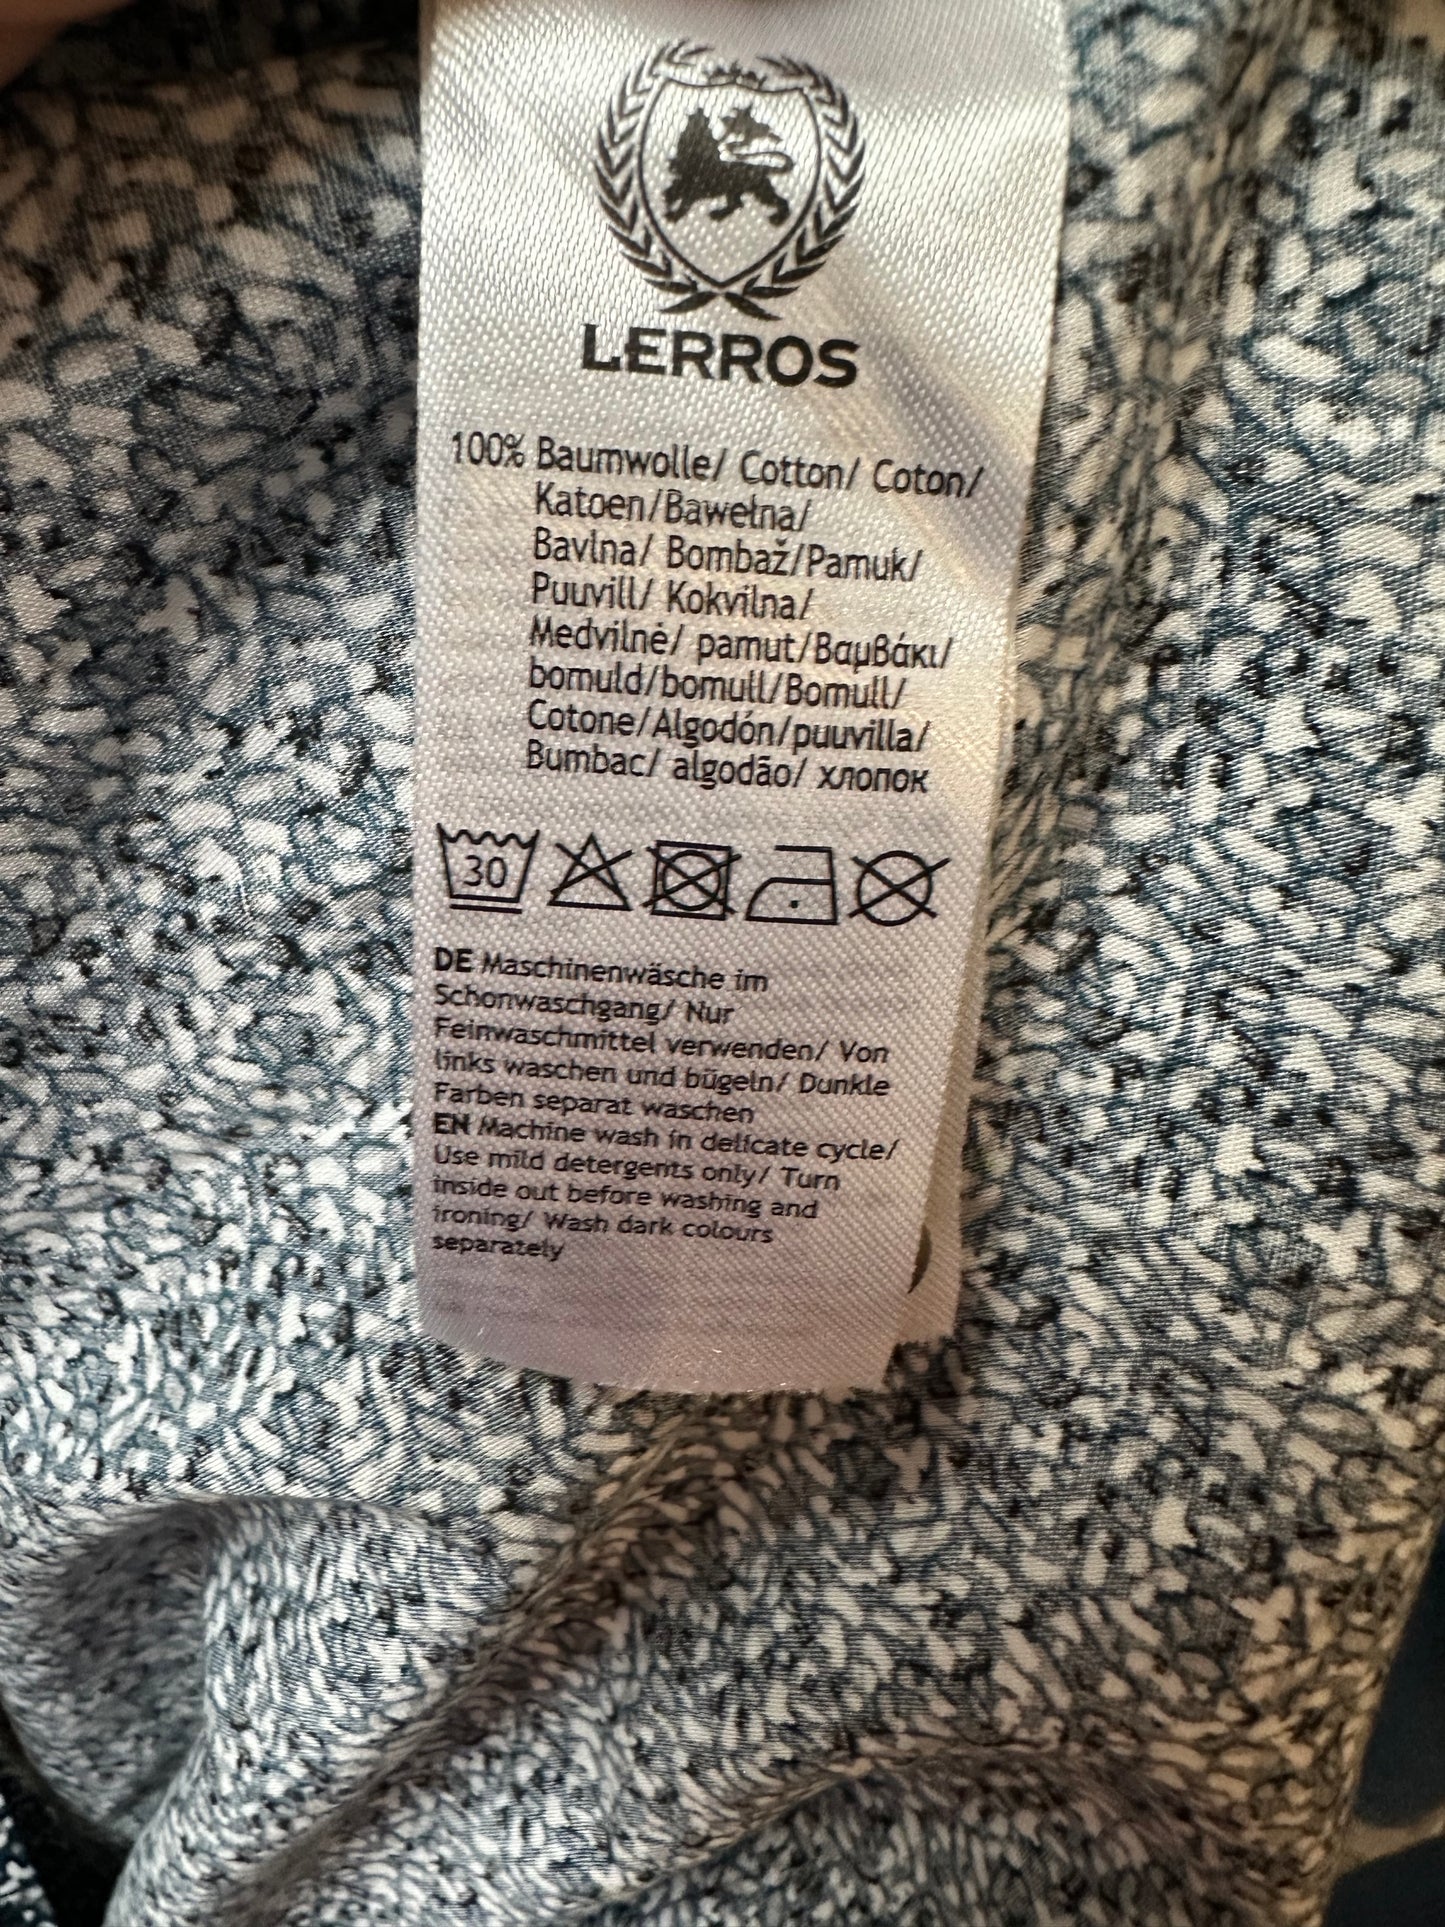 LERROS
100% Baumwolle/ Cotton/ Coton/
Katoen/Bawełna/
Bavlna/ Bombaž/Pamuk/
Puuvill/ Kokvilna/
Medvilnė/ pamut/Βαμβάκι/
bomuld/bomull/Bomull/
Cotone/Algodón/puuvilla/
Bumbac/ algodão/ хлопок
30
DE Maschinenwäsche im
Schonwaschgang/ Nur
Feinwaschmittel verwenden/ Von
links waschen und bügeln/ Dunkle
Farben separat waschen
EN Machine wash in delicate cycle/
Use mild detergents only/ Turn
inside out before washing and
ironing/ Wash dark colours
separately